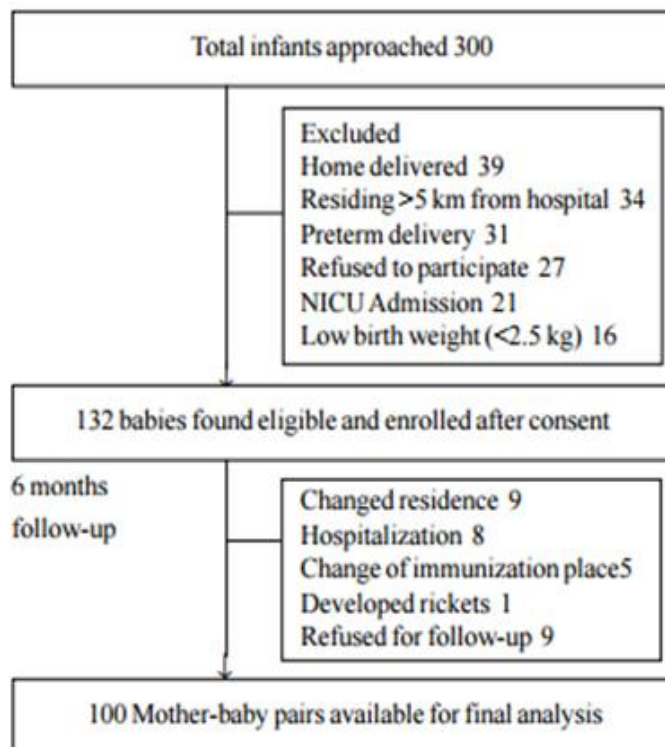 Total infants approached 300
Excluded
Home delivered 39
Residing >5 km from hospital 34
Preterm delivery 31
Refused to participate 27
NICU Admission 21
Low birth weight (<2.5 kg) 16
132 babies found eligible and enrolled after consent
6 months
follow-up
Changed residence 9
Hospitalization 8
Change of immunization place5
Developed rickets 1
Refused for follow-up 9
100 Mother-baby pairs available for final analysis